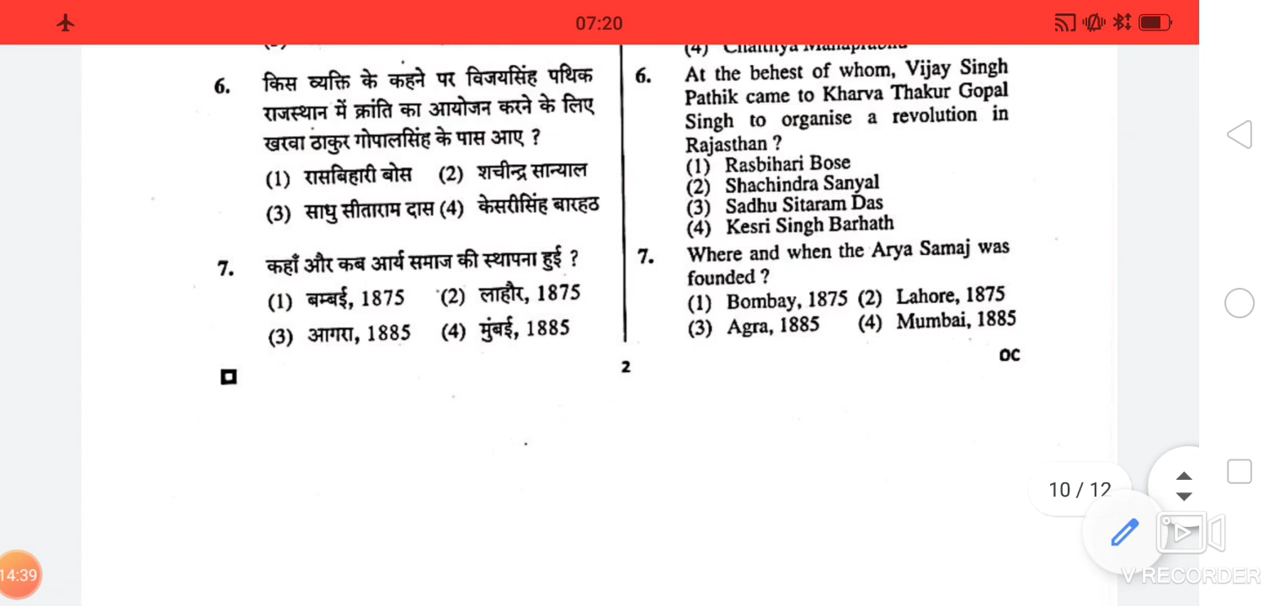 07:20
6. किस व्यक्ति के कहने पर विजयसिंह पथिक
राजस्थान में क्रांति का आयोजन करने के लिए
खरवा ठाकुर गोपालसिंह के पास आए ?
(1) रासबिहारी बोस (2) शचीन्द्र सान्याल
(3) साधु सीताराम दास (4) केसरीसिंह बारहठ
7. कहाँ और कब आर्य समाज की स्थापना हुई ?
(1) बम्बई, 1875 (2) लाहौर, 1875
(3) आगरा, 1885 (4) मुंबई, 1885
6. At the behest of whom, Vijay Singh
Pathik came to Kharva Thakur Gopal
Singh to organise a revolution in
Rajasthan ?
(1) Rasbihari Bose
(2) Shachindra Sanyal
(3) Sadhu Sitaram Das
(4) Kesri Singh Barhath
7. Where and when the Arya Samaj was
founded ?
(1) Bombay, 1875 (2) Lahore, 1875
(3) Agra, 1885 (4) Mumbai, 1885
2
OC
10 / 12
14:39
V RECORDER